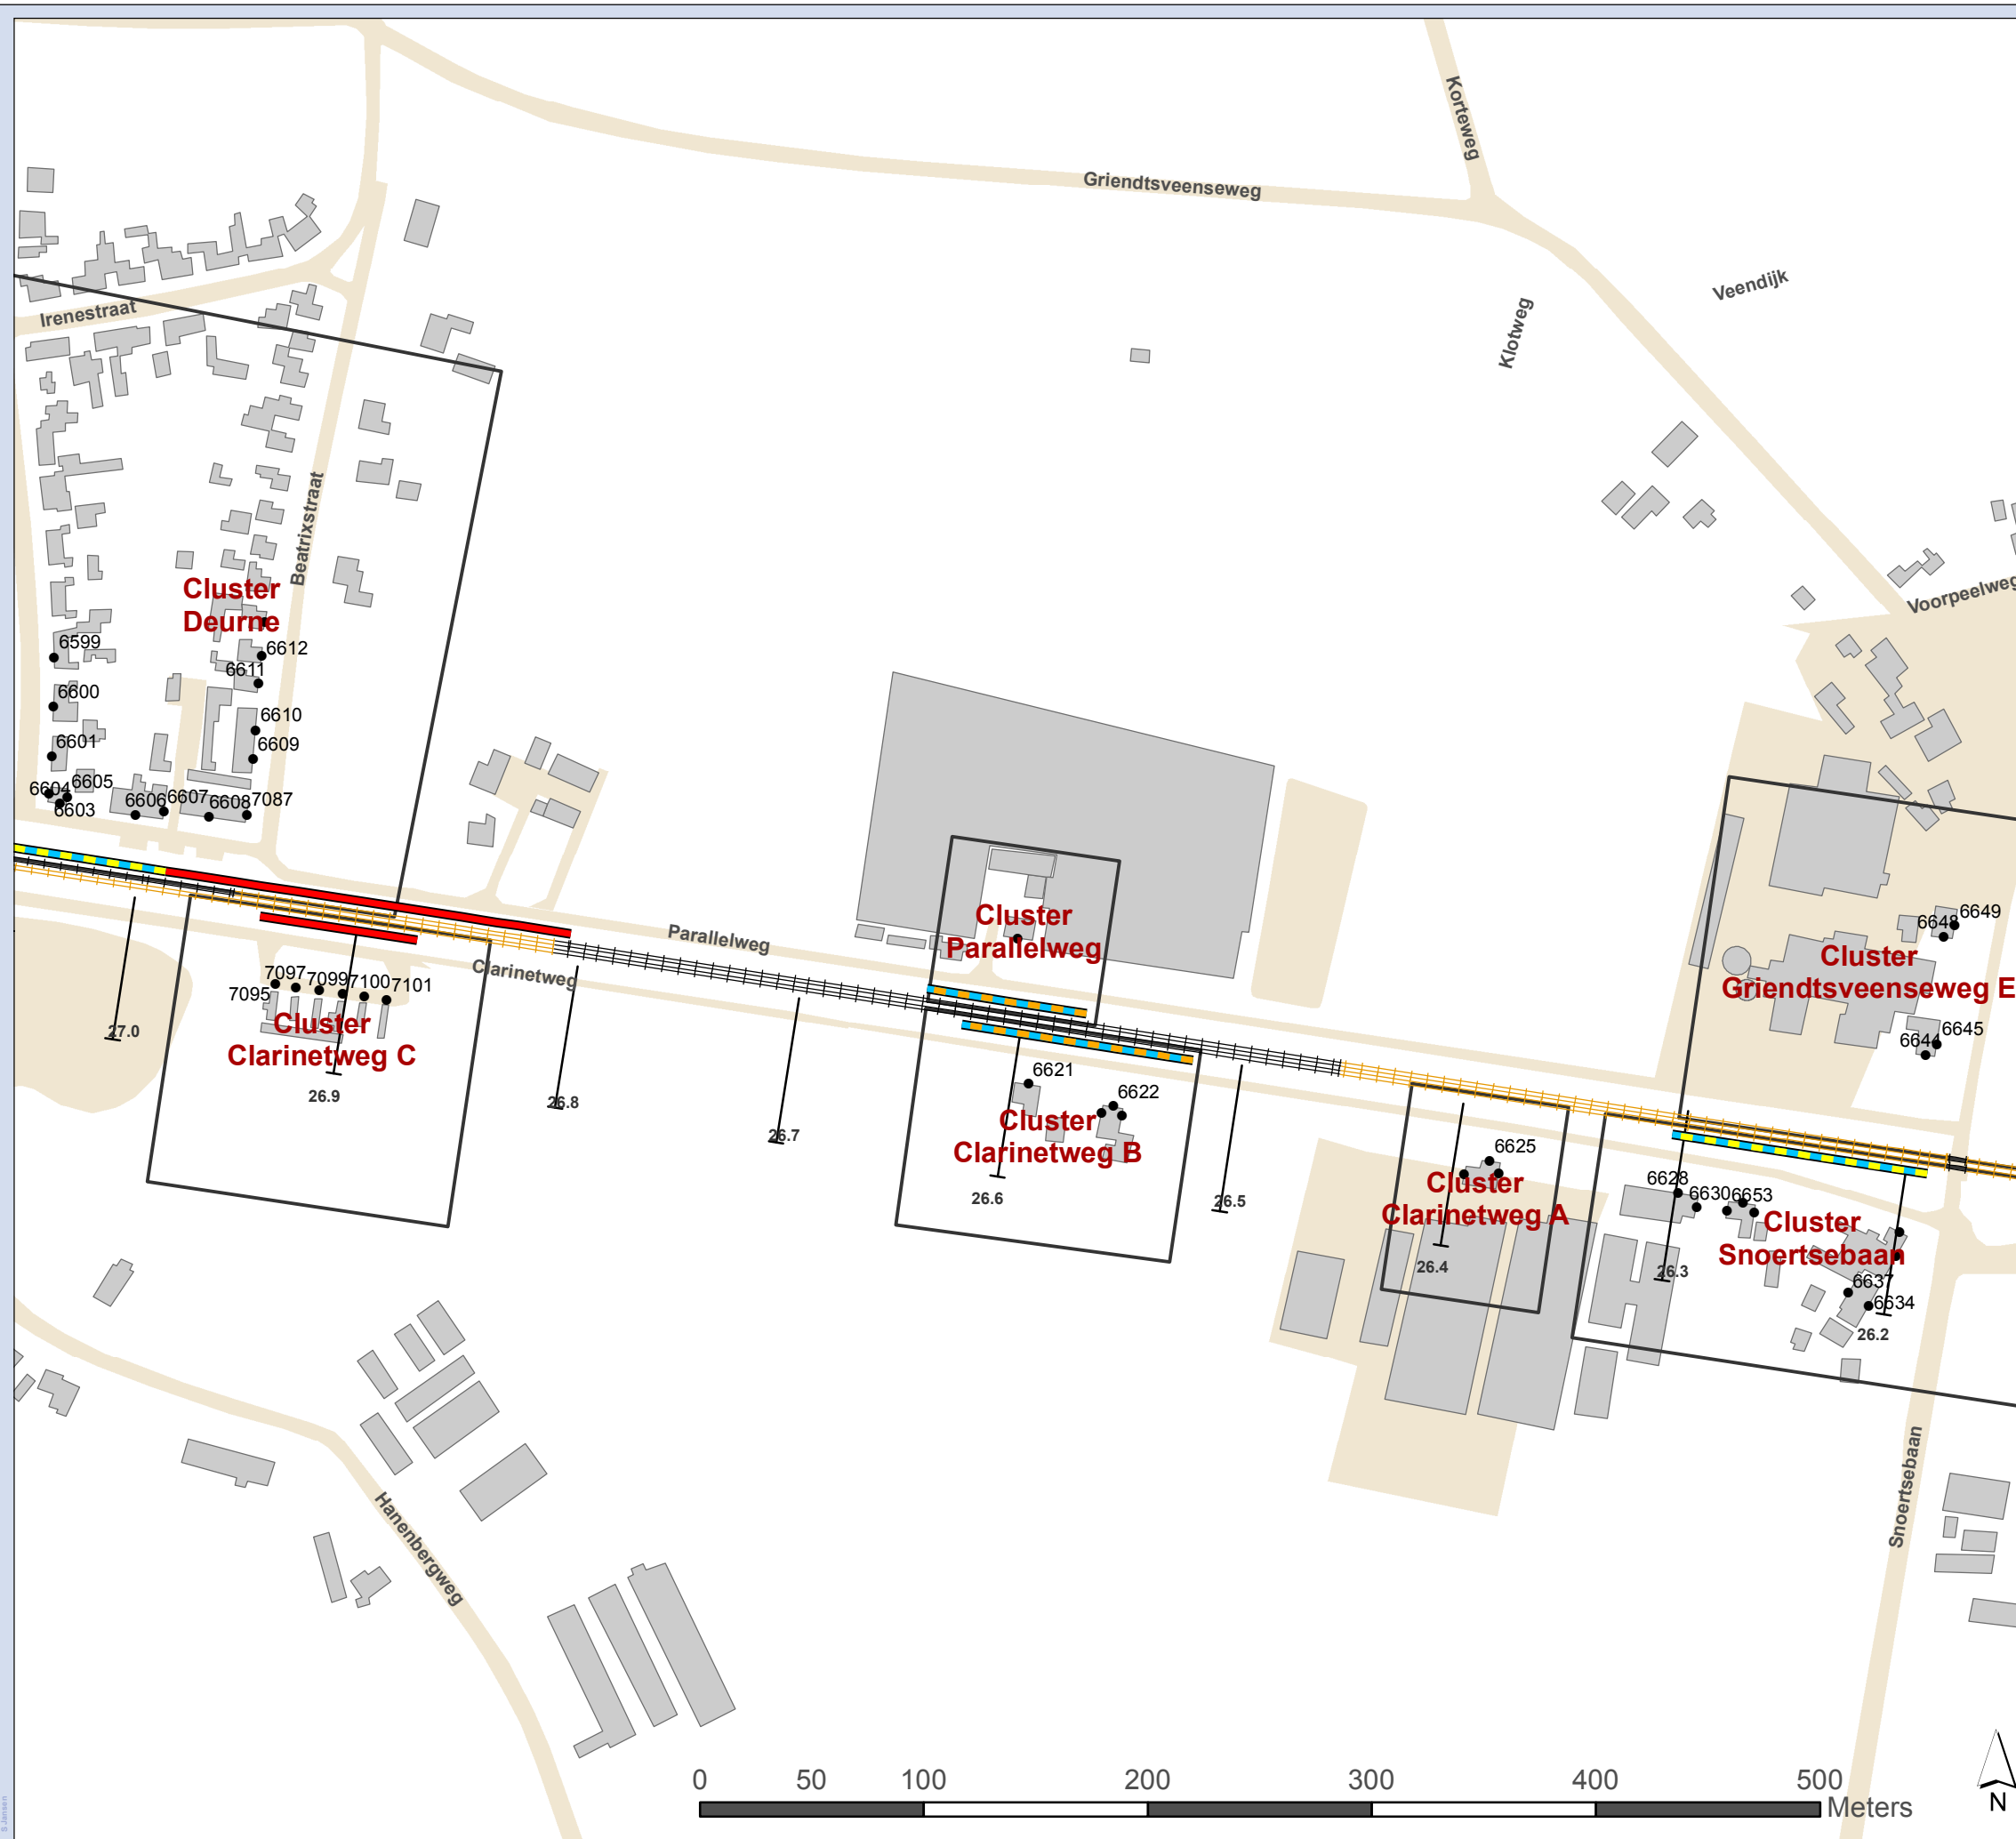 Korteweg
Griendtsveenseweg
Veendijk
Klotweg
Irenestraat
Beatrixstraat
Voorpeelweg
Cluster
Deurne
6599
6612
6611
6600
6610
6601
6609
6604
6605
6603
6606
6607
6608
7087
Parallelweg
Clarinetweg
Cluster
Parallelweg
6649
6648
Cluster
Griendtsveenseweg E
6645
6644
7097
7099
7100
7101
7095
Cluster
Clarinetweg C
27.0
26.9
26.8
26.7
6621
6622
Cluster
Clarinetweg B
26.6
26.5
6625
Cluster
Clarinetweg A
26.4
6628
6630
6653
Cluster
Snoertsebaan
26.3
6637
6634
26.2
Snoertsebaan
Hanenbergweg
0 50 100 200 300 400 500
Meters
N
S Jansen